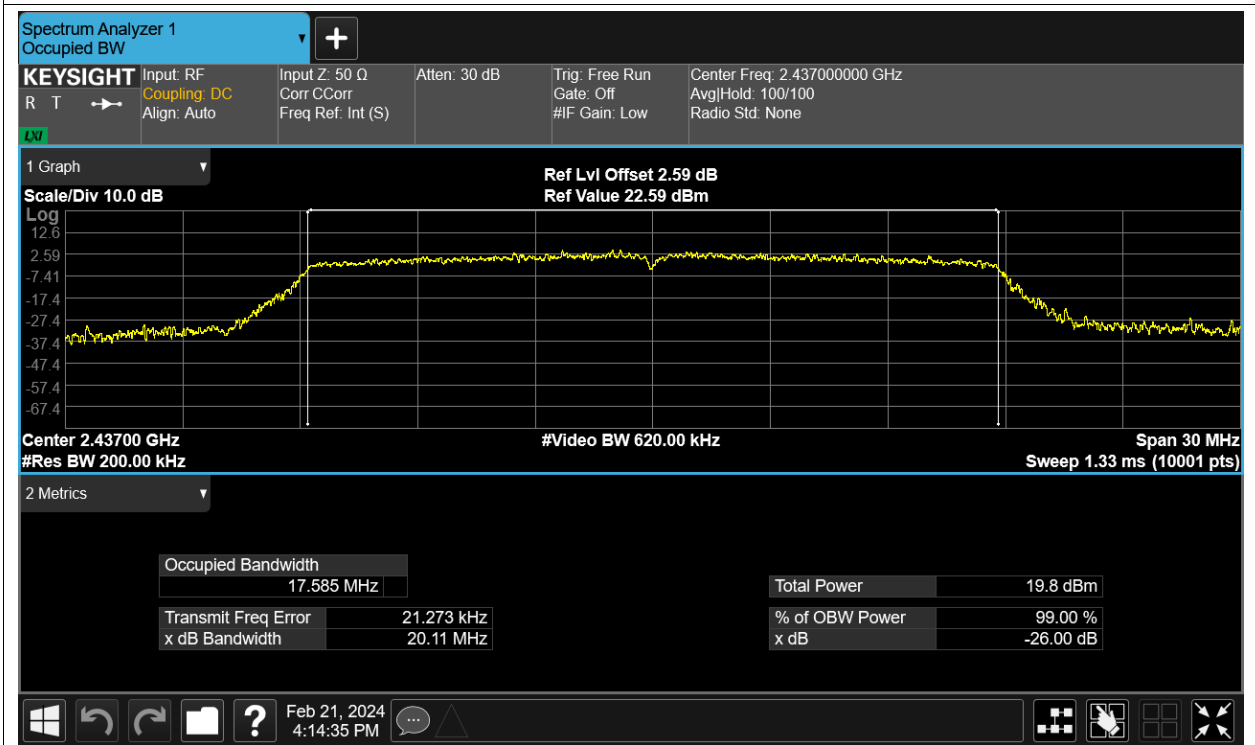 Spectrum Analyzer 1
Occupied BW
▼
+
KEYSIGHT
R T
LXI
Input: RF
Coupling: DC
Align: Auto
Input Z: 50 Ω
Corr CCorr
Freq Ref: Int (S)
Atten: 30 dB
Trig: Free Run
Gate: Off
#IF Gain: Low
Center Freq: 2.437000000 GHz
Avg|Hold: 100/100
Radio Std: None
1 Graph ▼
Scale/Div 10.0 dB
Ref Lvl Offset 2.59 dB
Ref Value 22.59 dBm
Log
12.6
2.59
-7.41
-17.4
-27.4
-37.4
-47.4
-57.4
-67.4
Center 2.43700 GHz
#Res BW 200.00 kHz
#Video BW 620.00 kHz
Span 30 MHz
Sweep 1.33 ms (10001 pts)
2 Metrics ▼
Occupied Bandwidth
17.585 MHz
Transmit Freq Error 21.273 kHz
x dB Bandwidth 20.11 MHz
Total Power 19.8 dBm
% of OBW Power 99.00 %
x dB -26.00 dB
?
Feb 21, 2024
4:14:35 PM